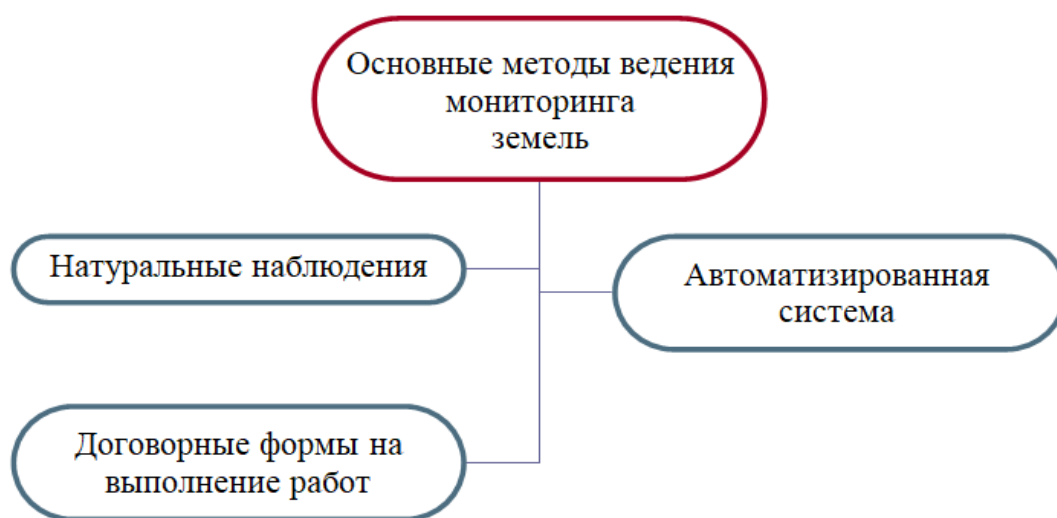 Основные методы ведения
мониторинга
земель
Натуральные наблюдения
Автоматизированная
система
Договорные формы на
выполнение работ